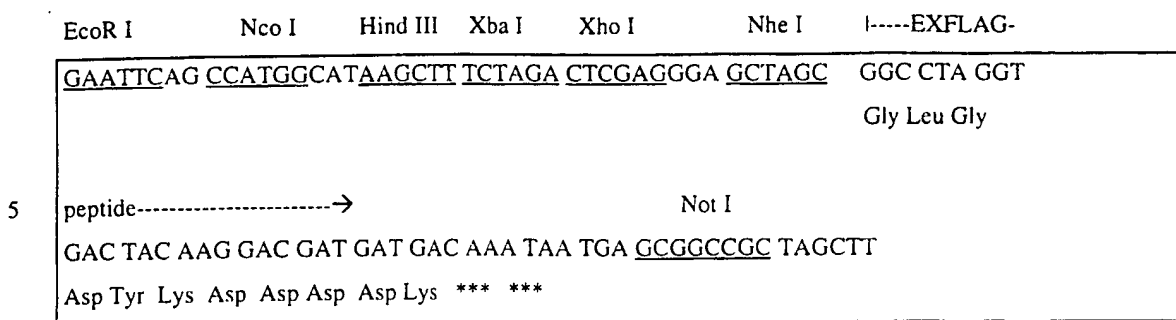 EcoR I Nco I Hind III Xba I Xho I Nhe I I-----EXFLAG-
GAATTCAG CCATGGCATAAGCTT TCTAGA CTCGAGGGA GCTAGC GGC CTA GGT
Gly Leu Gly
5 peptide-----------------------→ Not I
GAC TAC AAG GAC GAT GAT GAC AAA TAA TGA GCGGCCGC TAGCTT
Asp Tyr Lys Asp Asp Asp Asp Lys *** ***